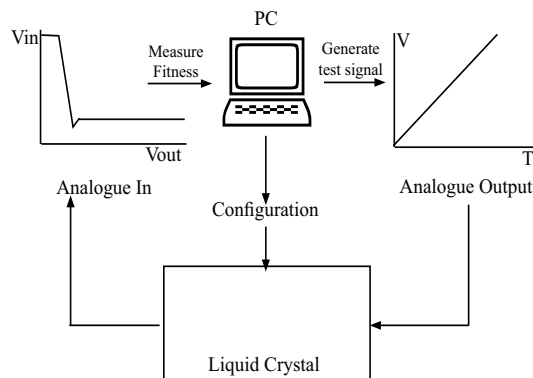 PC
Vin
Measure
Fitness
Generate
test signal
V
Vout
T
Analogue In
Analogue Output
Configuration
Liquid Crystal